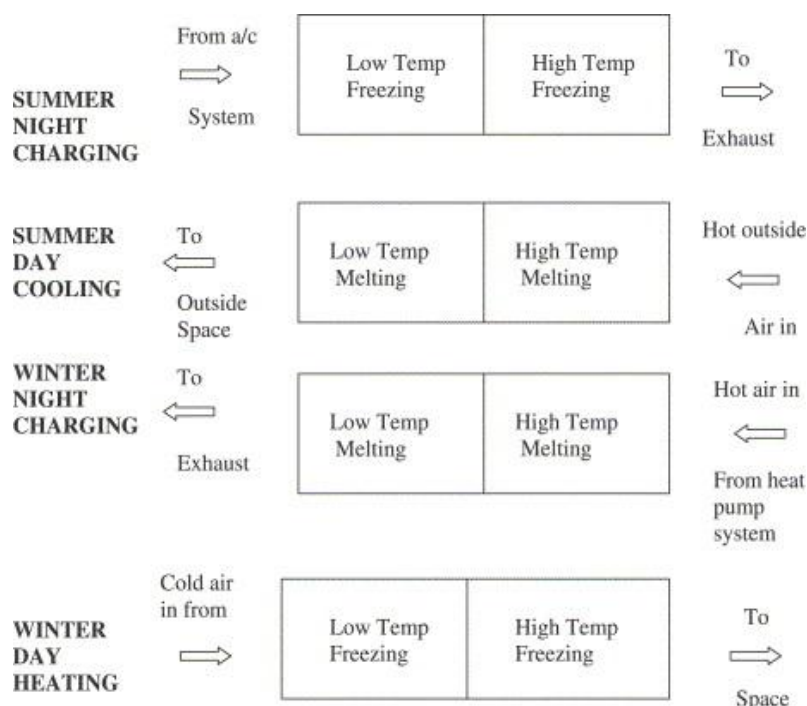 From a/c
System
SUMMER
NIGHT
CHARGING
Low Temp
Freezing
High Temp
Freezing
To
Exhaust
SUMMER
DAY
COOLING
To
Outside
Space
Low Temp
Melting
High Temp
Melting
Hot outside
Air in
WINTER
NIGHT
CHARGING
To
Exhaust
Low Temp
Melting
High Temp
Melting
Hot air in
From heat
pump
system
WINTER
DAY
HEATING
Cold air
in from
Low Temp
Freezing
High Temp
Freezing
To
Space